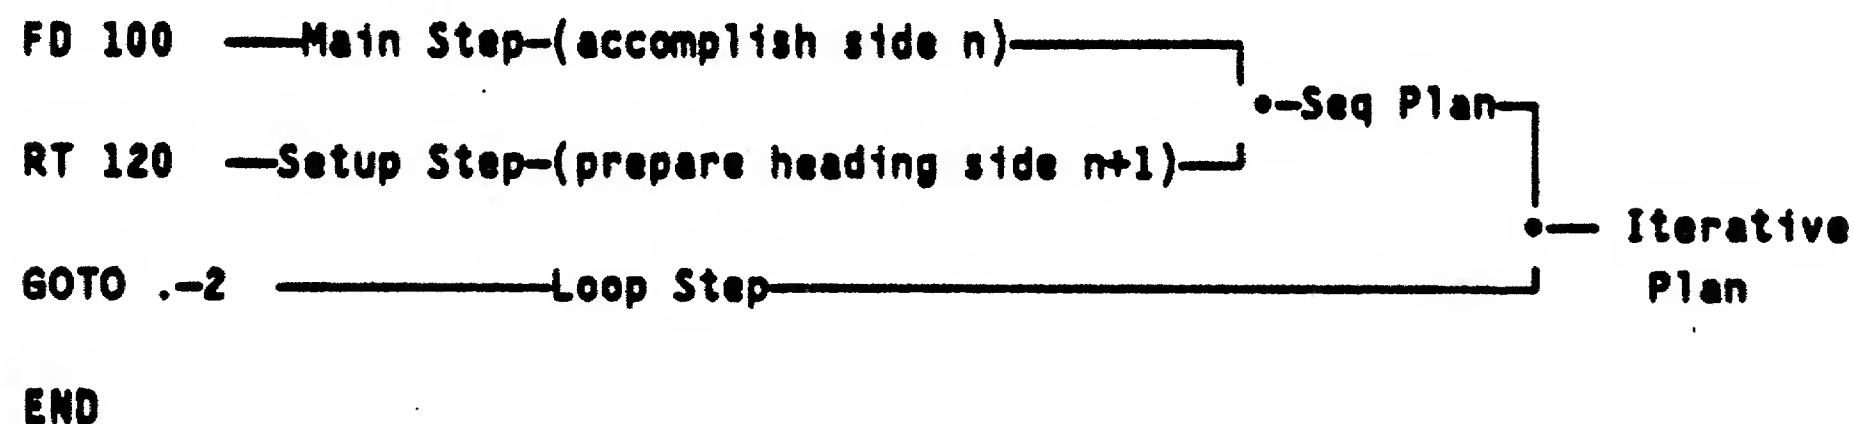 FD 100 Main Step (accomplish side n)
Seq Plan
RT 120 Setup Step (prepare heading side n+1)
Iterative
GOTO .-2 Loop Step Plan
END